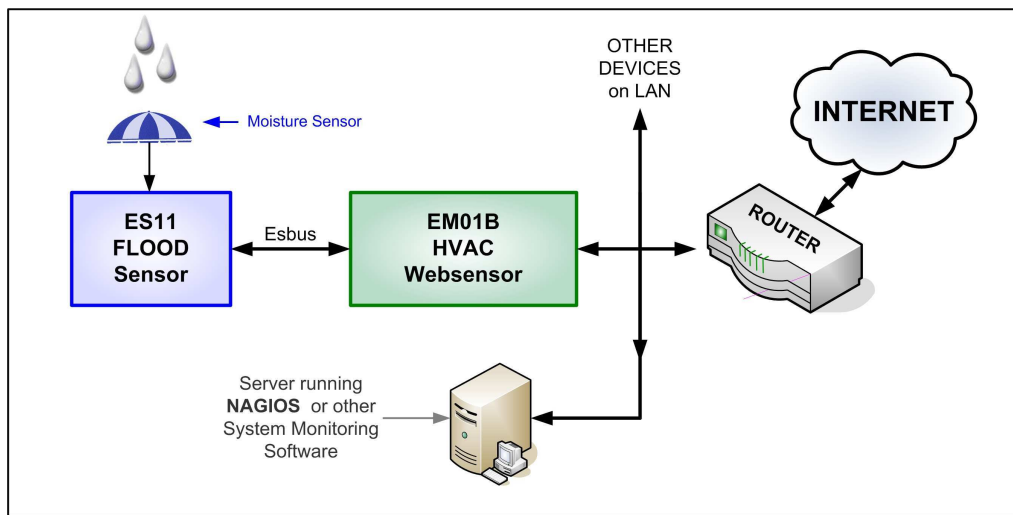 OTHER
DEVICES
on LAN
INTERNET
Moisture Sensor
ROUTER
ES11
FLOOD
Sensor
Esbus
EM01B
HVAC
Websensor
Server running
NAGIOS or other
System Monitoring
Software